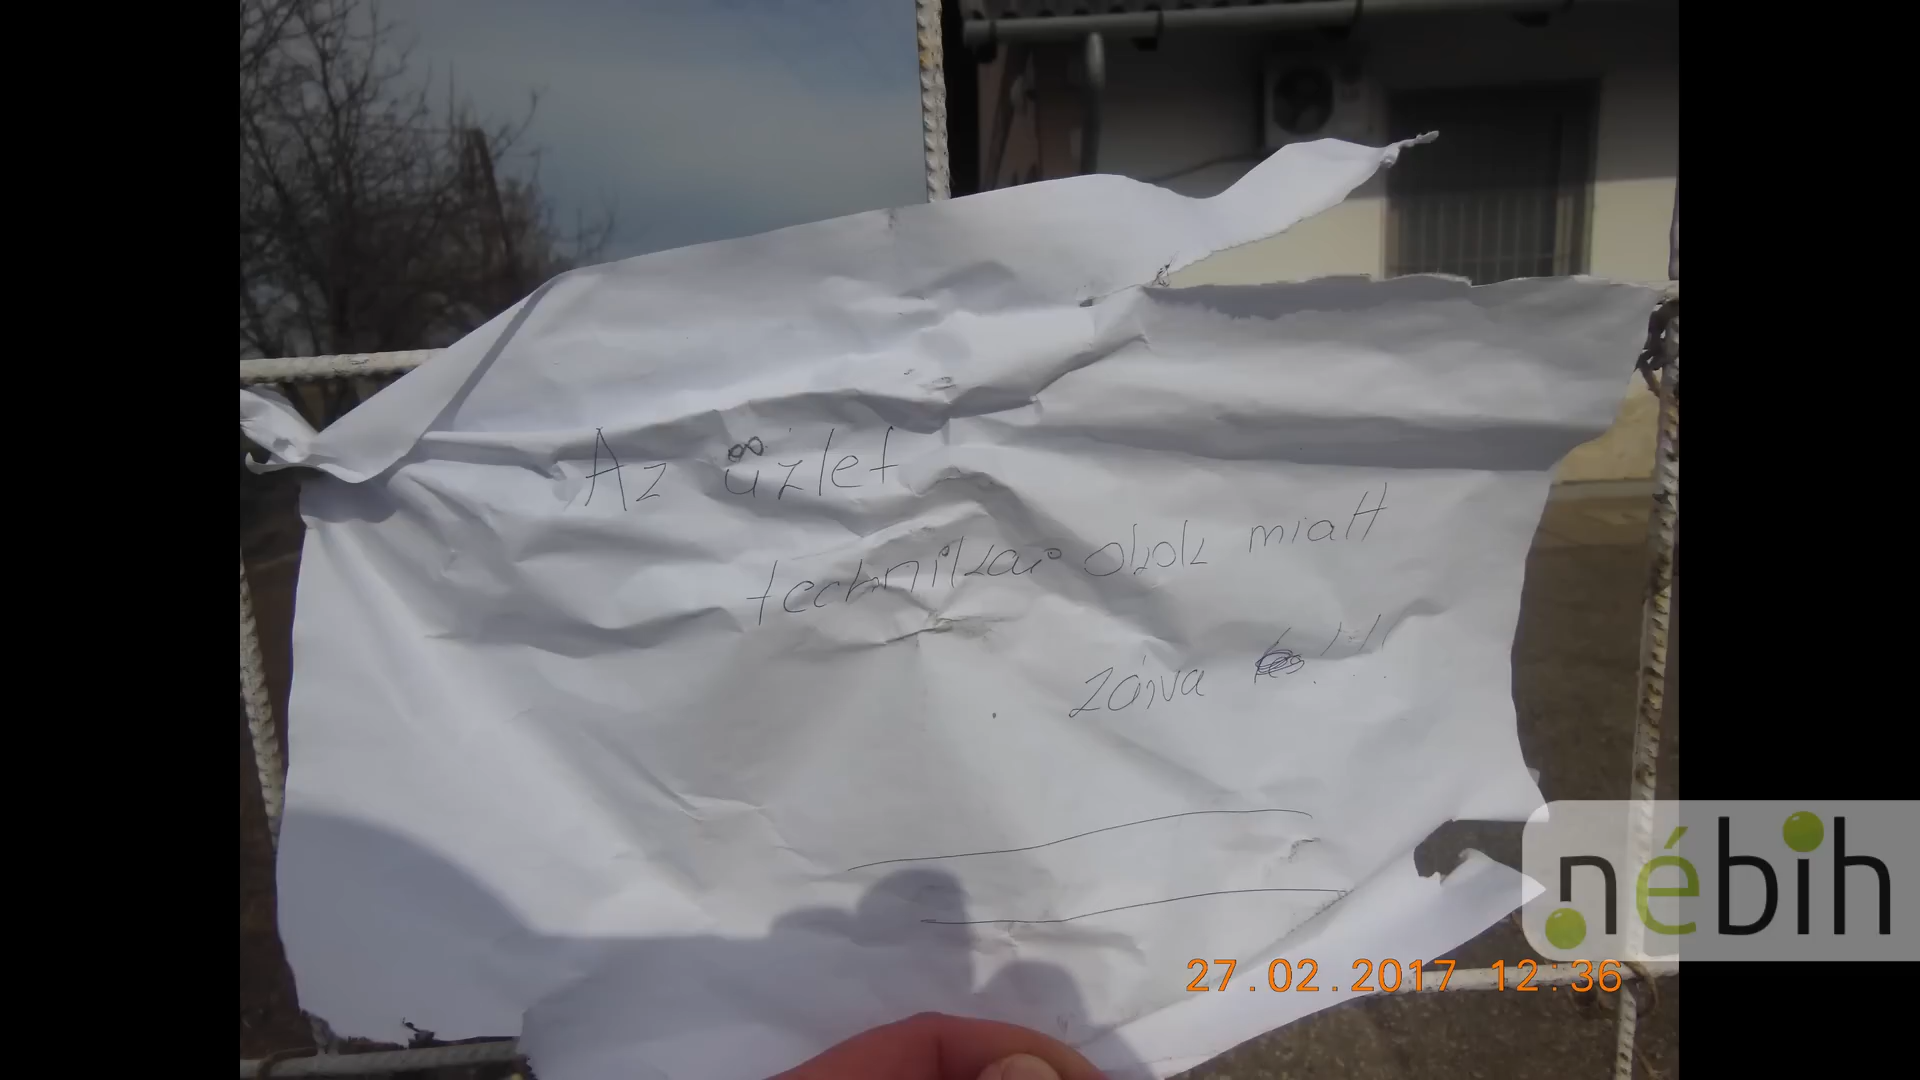 Az üzlet
technikai okok miatt
zárva !!!
nébih
27.02.2017 12:36